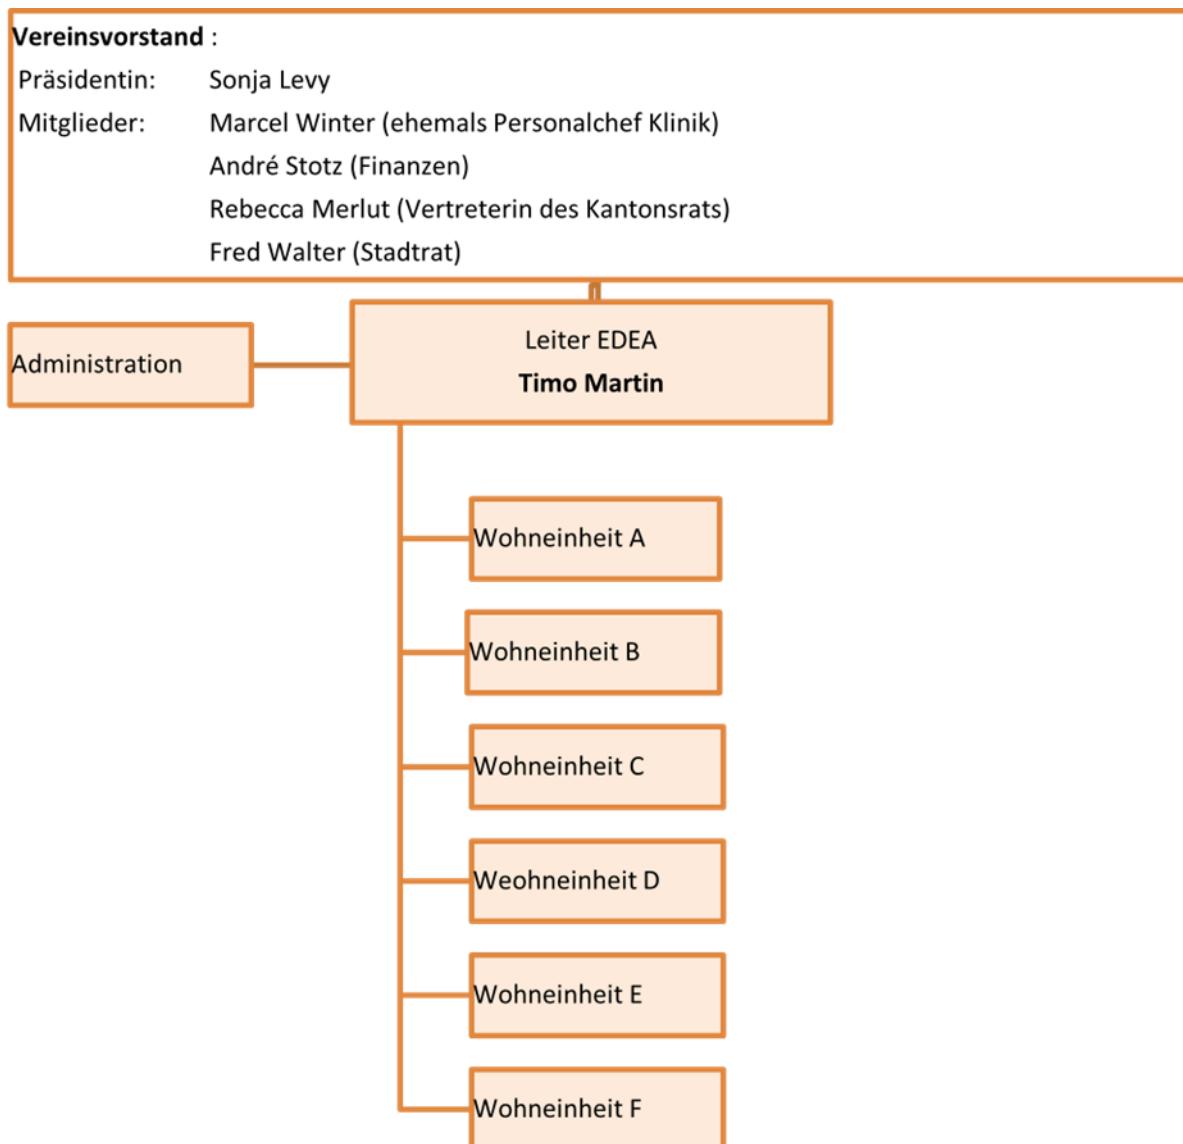 Vereinsvorstand :
Präsidentin: Sonja Levy
Mitglieder: Marcel Winter (ehemals Personalchef Klinik)
André Stotz (Finanzen)
Rebecca Merlut (Vertreterin des Kantonsrats)
Fred Walter (Stadtrat)
Leiter EDEA
Timo Martin
Administration
Wohneinheit A
Wohneinheit B
Wohneinheit C
Weohneinheit D
Wohneinheit E
Wohneinheit F